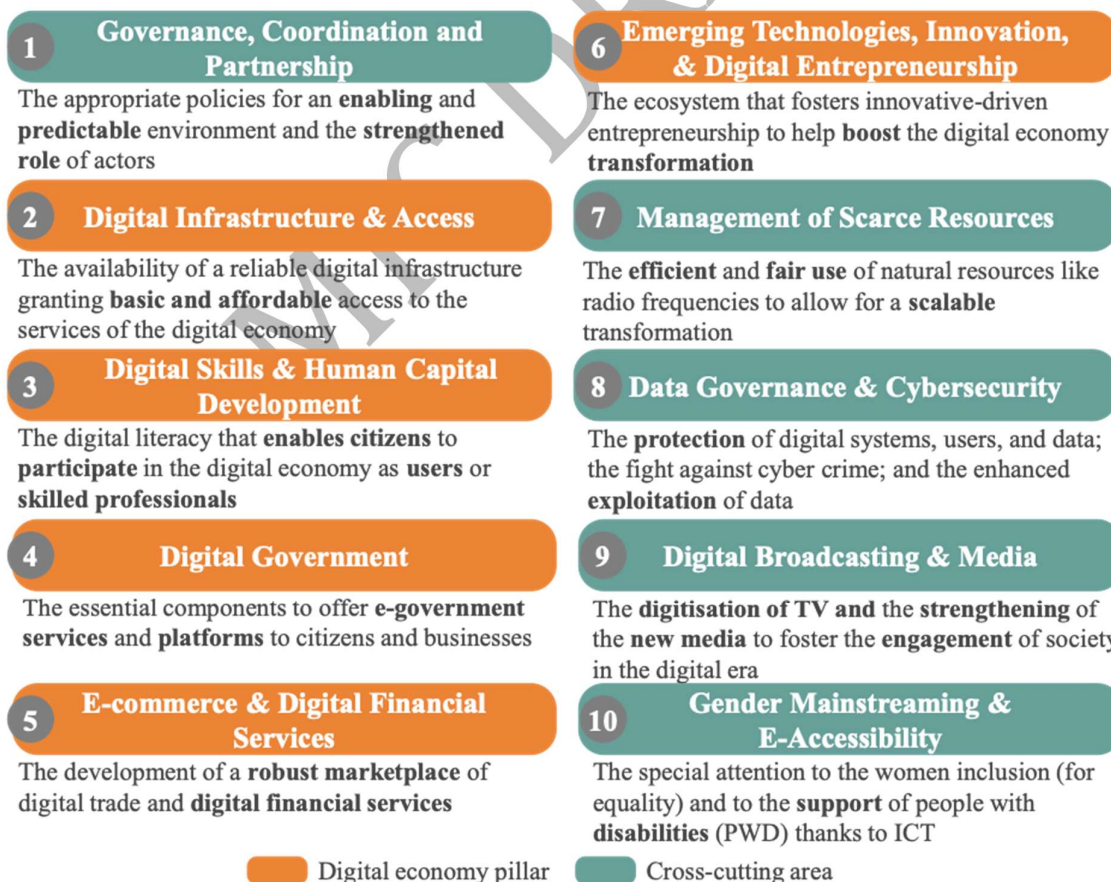 1
Governance, Coordination and
Partnership
The appropriate policies for an enabling and
predictable environment and the strengthened
role of actors
2
Digital Infrastructure & Access
The availability of a reliable digital infrastructure
granting basic and affordable access to the
services of the digital economy
3
Digital Skills & Human Capital
Development
The digital literacy that enables citizens to
participate in the digital economy as users or
skilled professionals
4
Digital Government
The essential components to offer e-government
services and platforms to citizens and businesses
5
E-commerce & Digital Financial
Services
The development of a robust marketplace of
digital trade and digital financial services
6
Emerging Technologies, Innovation,
& Digital Entrepreneurship
The ecosystem that fosters innovative-driven
entrepreneurship to help boost the digital economy
transformation
7
Management of Scarce Resources
The efficient and fair use of natural resources like
radio frequencies to allow for a scalable
transformation
8
Data Governance & Cybersecurity
The protection of digital systems, users, and data;
the fight against cyber crime; and the enhanced
exploitation of data
9
Digital Broadcasting & Media
The digitisation of TV and the strengthening of
the new media to foster the engagement of society
in the digital era
10
Gender Mainstreaming &
E-Accessibility
The special attention to the women inclusion (for
equality) and to the support of people with
disabilities (PWD) thanks to ICT
Digital economy pillar
Cross-cutting area